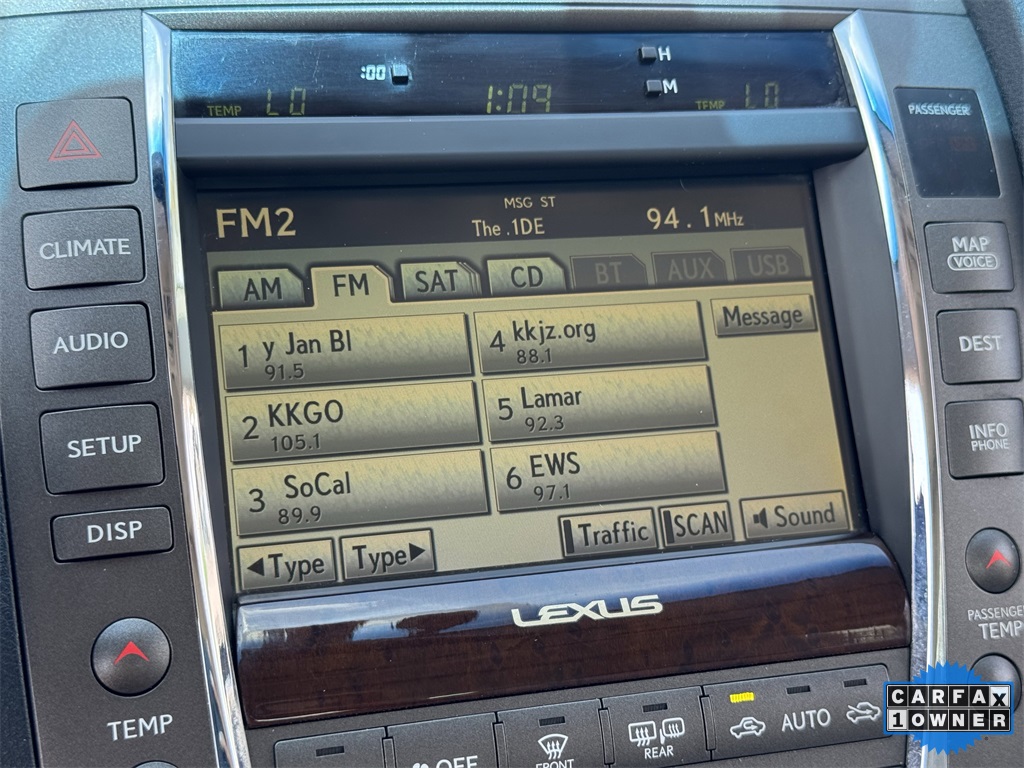 :00 H
M
TEMP LO 1:09 TEMP LO
PASSENGER
FM2 MSG ST
The .1DE 94.1MHz
AM FM SAT CD BT AUX USB
1 y Jan Bl
91.5
4 kkjz.org
88.1
Message
2 KKGO
105.1
5 Lamar
92.3
3 SoCal
89.9
6 EWS
97.1
◄Type Type► Traffic SCAN Sound
CLIMATE
AUDIO
SETUP
DISP
TEMP
MAP
VOICE
DEST
INFO
PHONE
PASSENGER
TEMP
LEXUS
OFF
FRONT
REAR
AUTO
CARFAX
1 OWNER